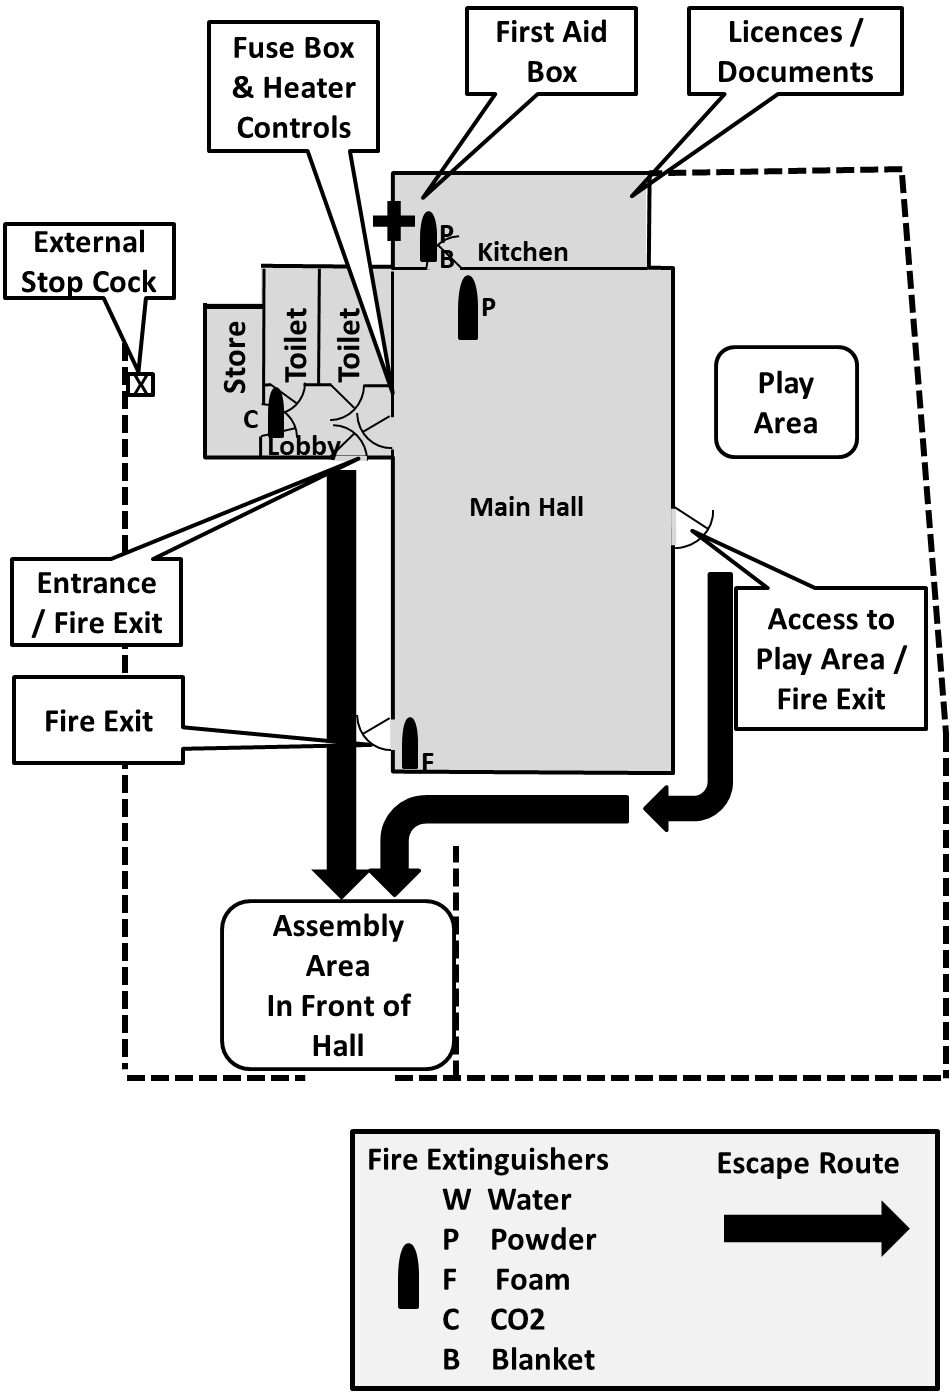 Fuse Box
& Heater
Controls
First Aid
Box
Licences /
Documents
External
Stop Cock
X
P
B
Kitchen
P
Store
Toilet
Toilet
C
Lobby
Play
Area
Main Hall
Entrance
/ Fire Exit
Access to
Play Area /
Fire Exit
Fire Exit
F
Assembly
Area
In Front of
Hall
Fire Extinguishers
W Water
P Powder
F Foam
C CO2
B Blanket
Escape Route